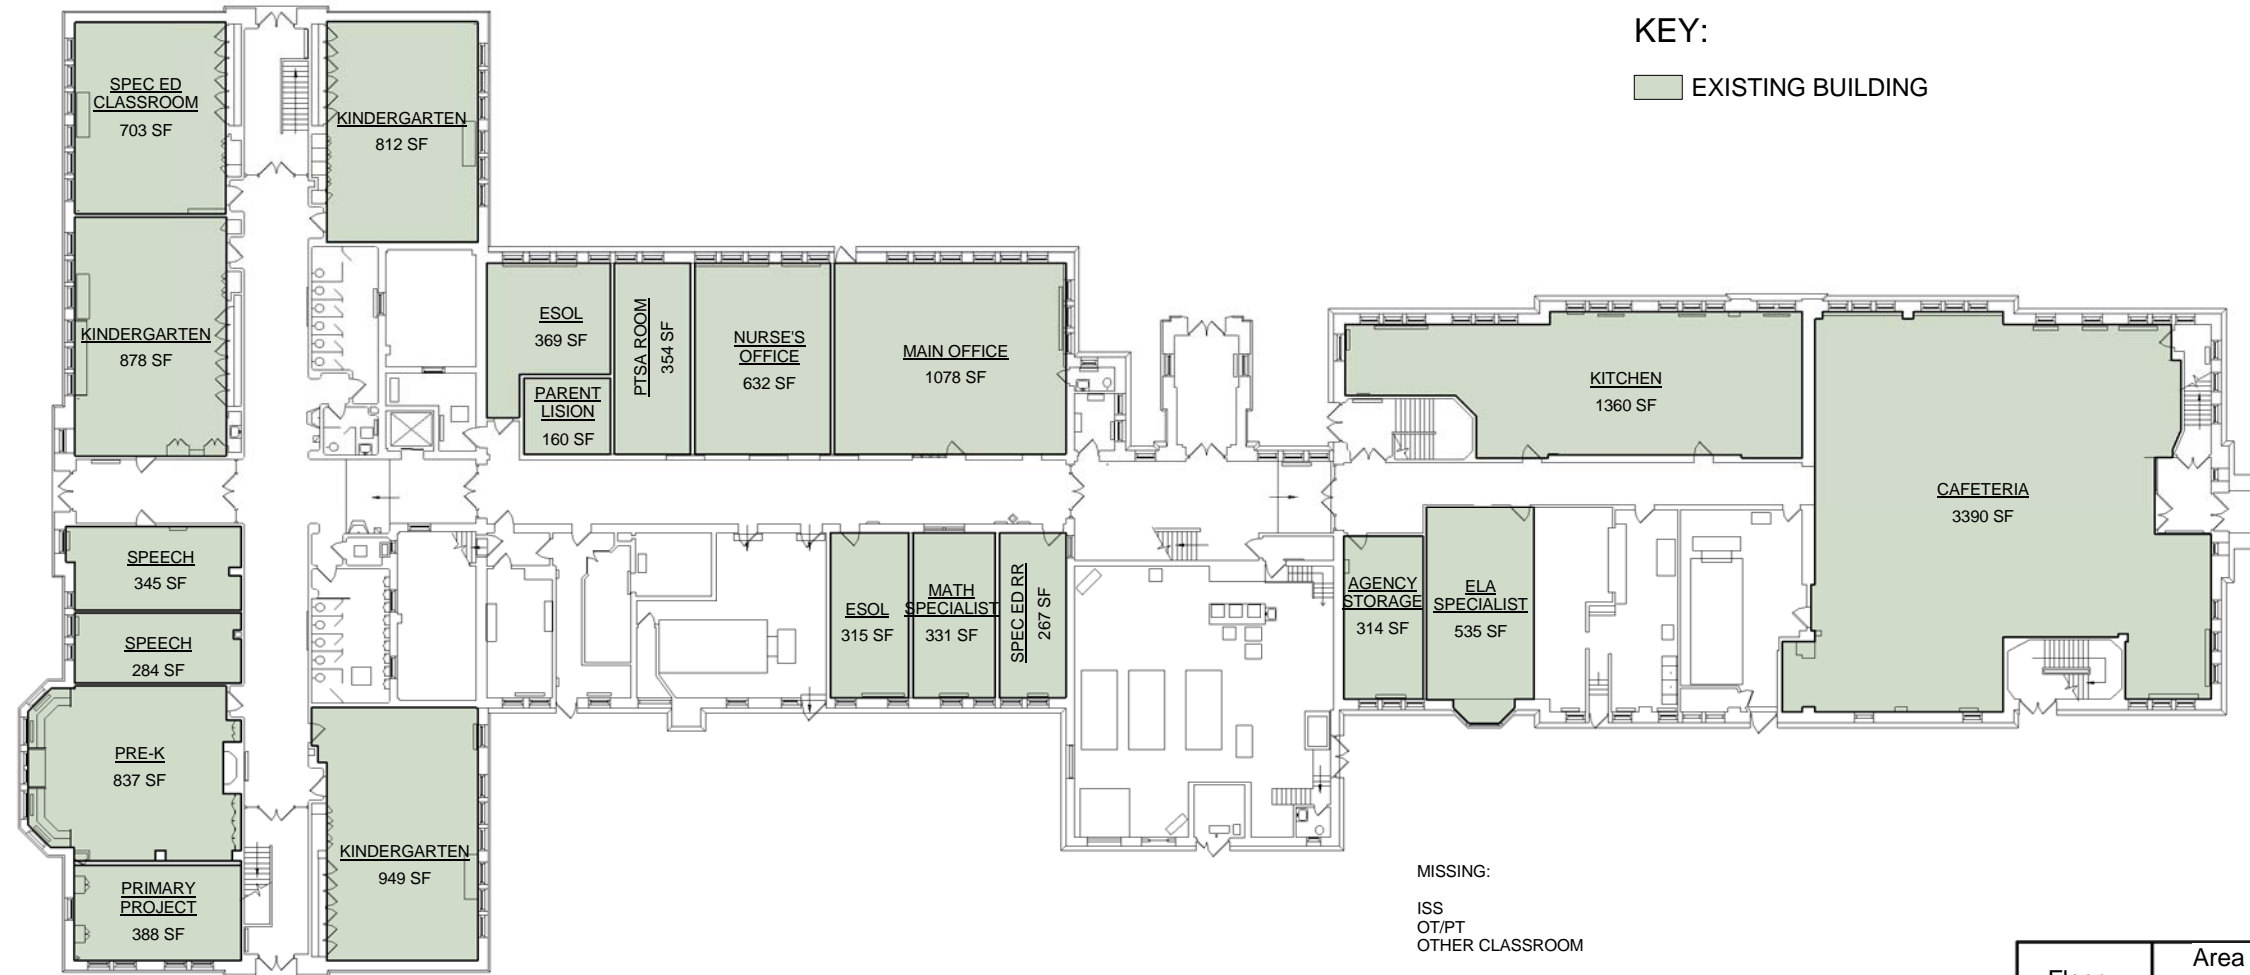 KEY:
EXISTING BUILDING
SPEC ED
CLASSROOM
703 SF
KINDERGARTEN
812 SF
KINDERGARTEN
878 SF
ESOL
369 SF
PARENT
LISION
160 SF
PTSA ROOM
354 SF
NURSE'S
OFFICE
632 SF
MAIN OFFICE
1078 SF
KITCHEN
1360 SF
CAFETERIA
3390 SF
SPEECH
345 SF
SPEECH
284 SF
ESOL
315 SF
MATH
SPECIALIST
331 SF
SPEC ED RR
267 SF
AGENCY
STORAGE
314 SF
ELA
SPECIALIST
535 SF
PRE-K
837 SF
KINDERGARTEN
949 SF
PRIMARY
PROJECT
388 SF
MISSING:
ISS
OT/PT
OTHER CLASSROOM
Area